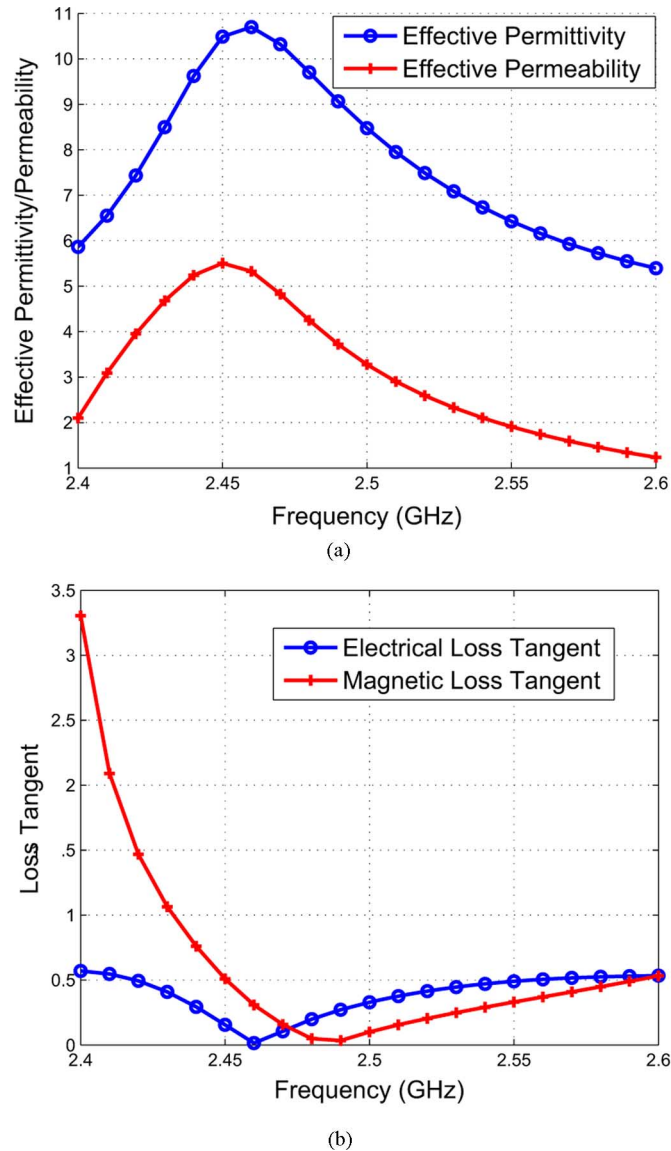 11
10
9
8
7
6
5
4
3
2
1
Effective Permittivity/Permeability
Effective Permittivity
Effective Permeability
2.4
2.45
2.5
2.55
2.6
Frequency (GHz)
(a)
3.5
3
2.5
2
.5
1
0.5
0
Loss Tangent
Electrical Loss Tangent
Magnetic Loss Tangent
2.4
2.45
2.5
2.55
2.6
Frequency (GHz)
(b)